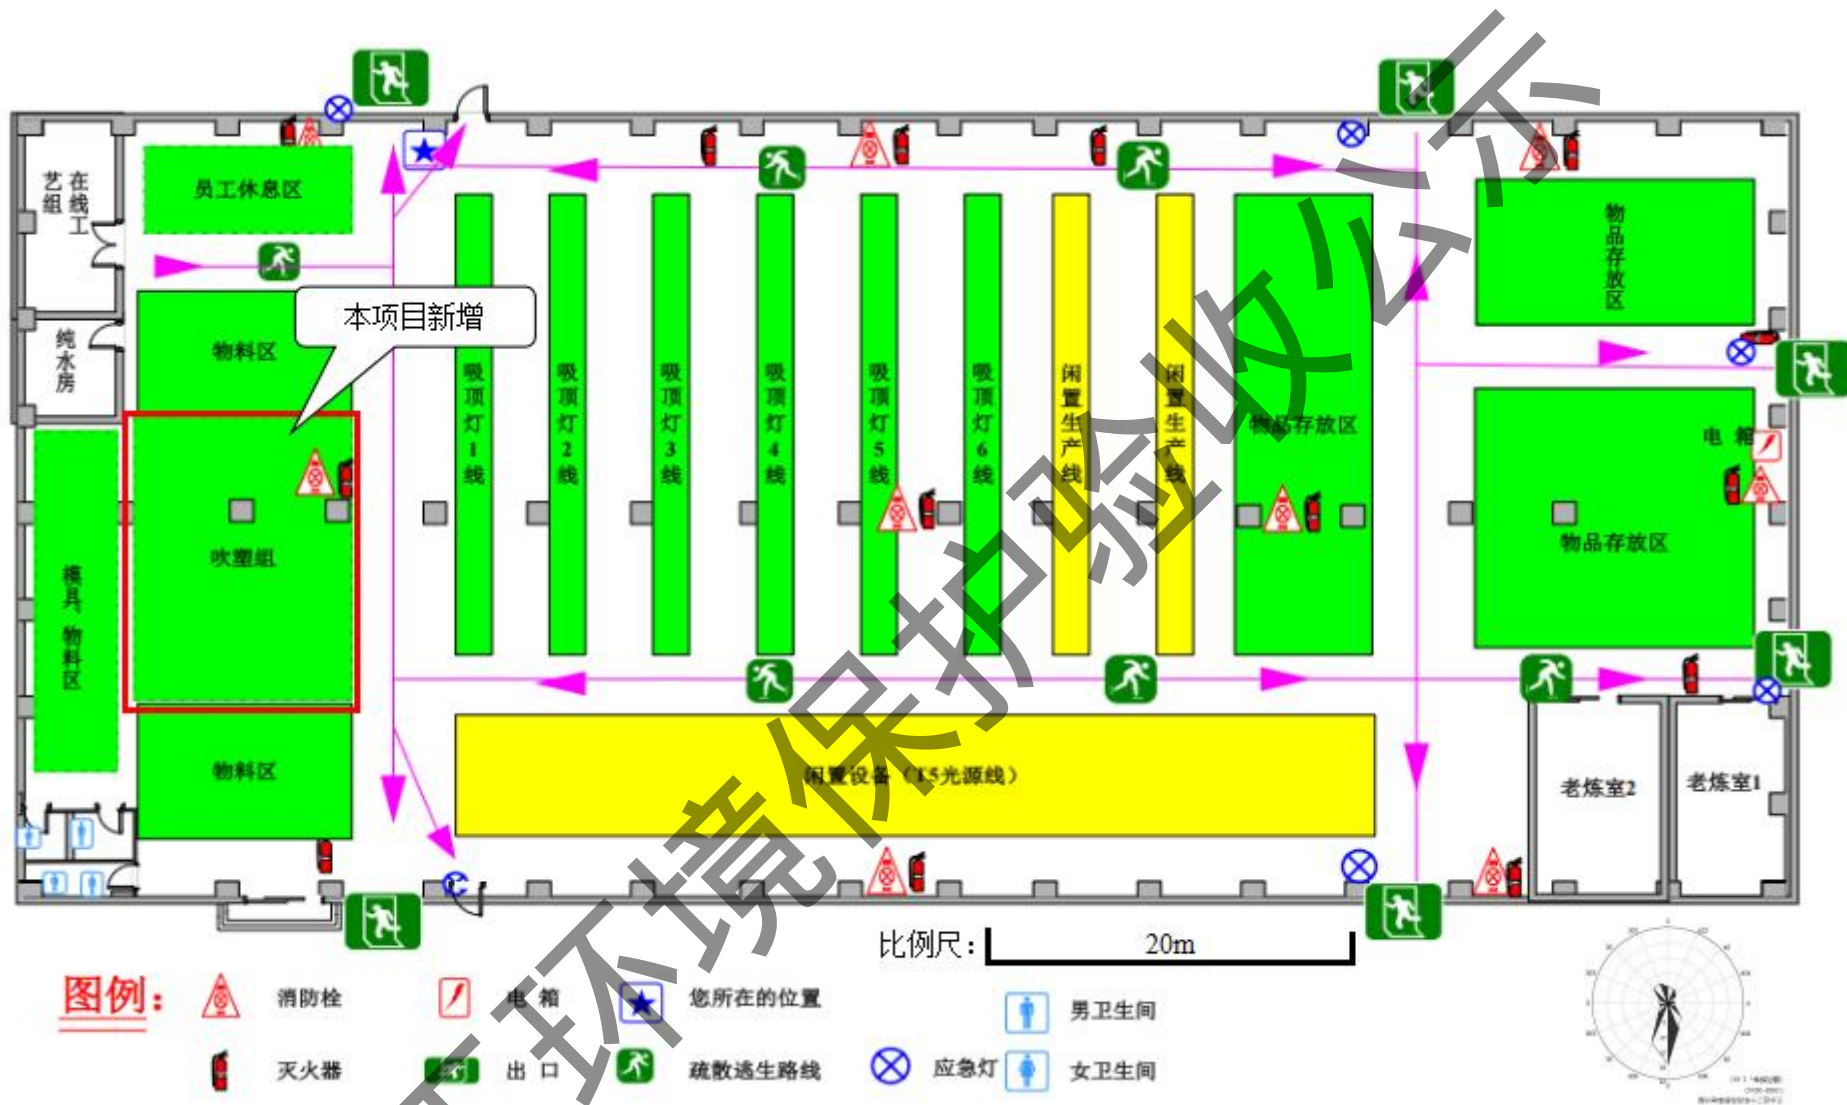 在线工
艺组
员工休息区
纯水房
物料区
本项目新增
模具、物料区
吹塑组
物料区
吸顶灯1线
吸顶灯2线
吸顶灯3线
吸顶灯4线
吸顶灯5线
吸顶灯6线
闲置生产线
闲置生产线
物品存放区
物品存放区
电 箱
物品存放区
闲置设备（T5光源线）
老炼室2
老炼室1
比例尺：
20m
图例：
消防栓
电 箱
您所在的位置
男卫生间
灭火器
出 口
疏散逃生路线
应急灯
女卫生间
环境保护验收公示